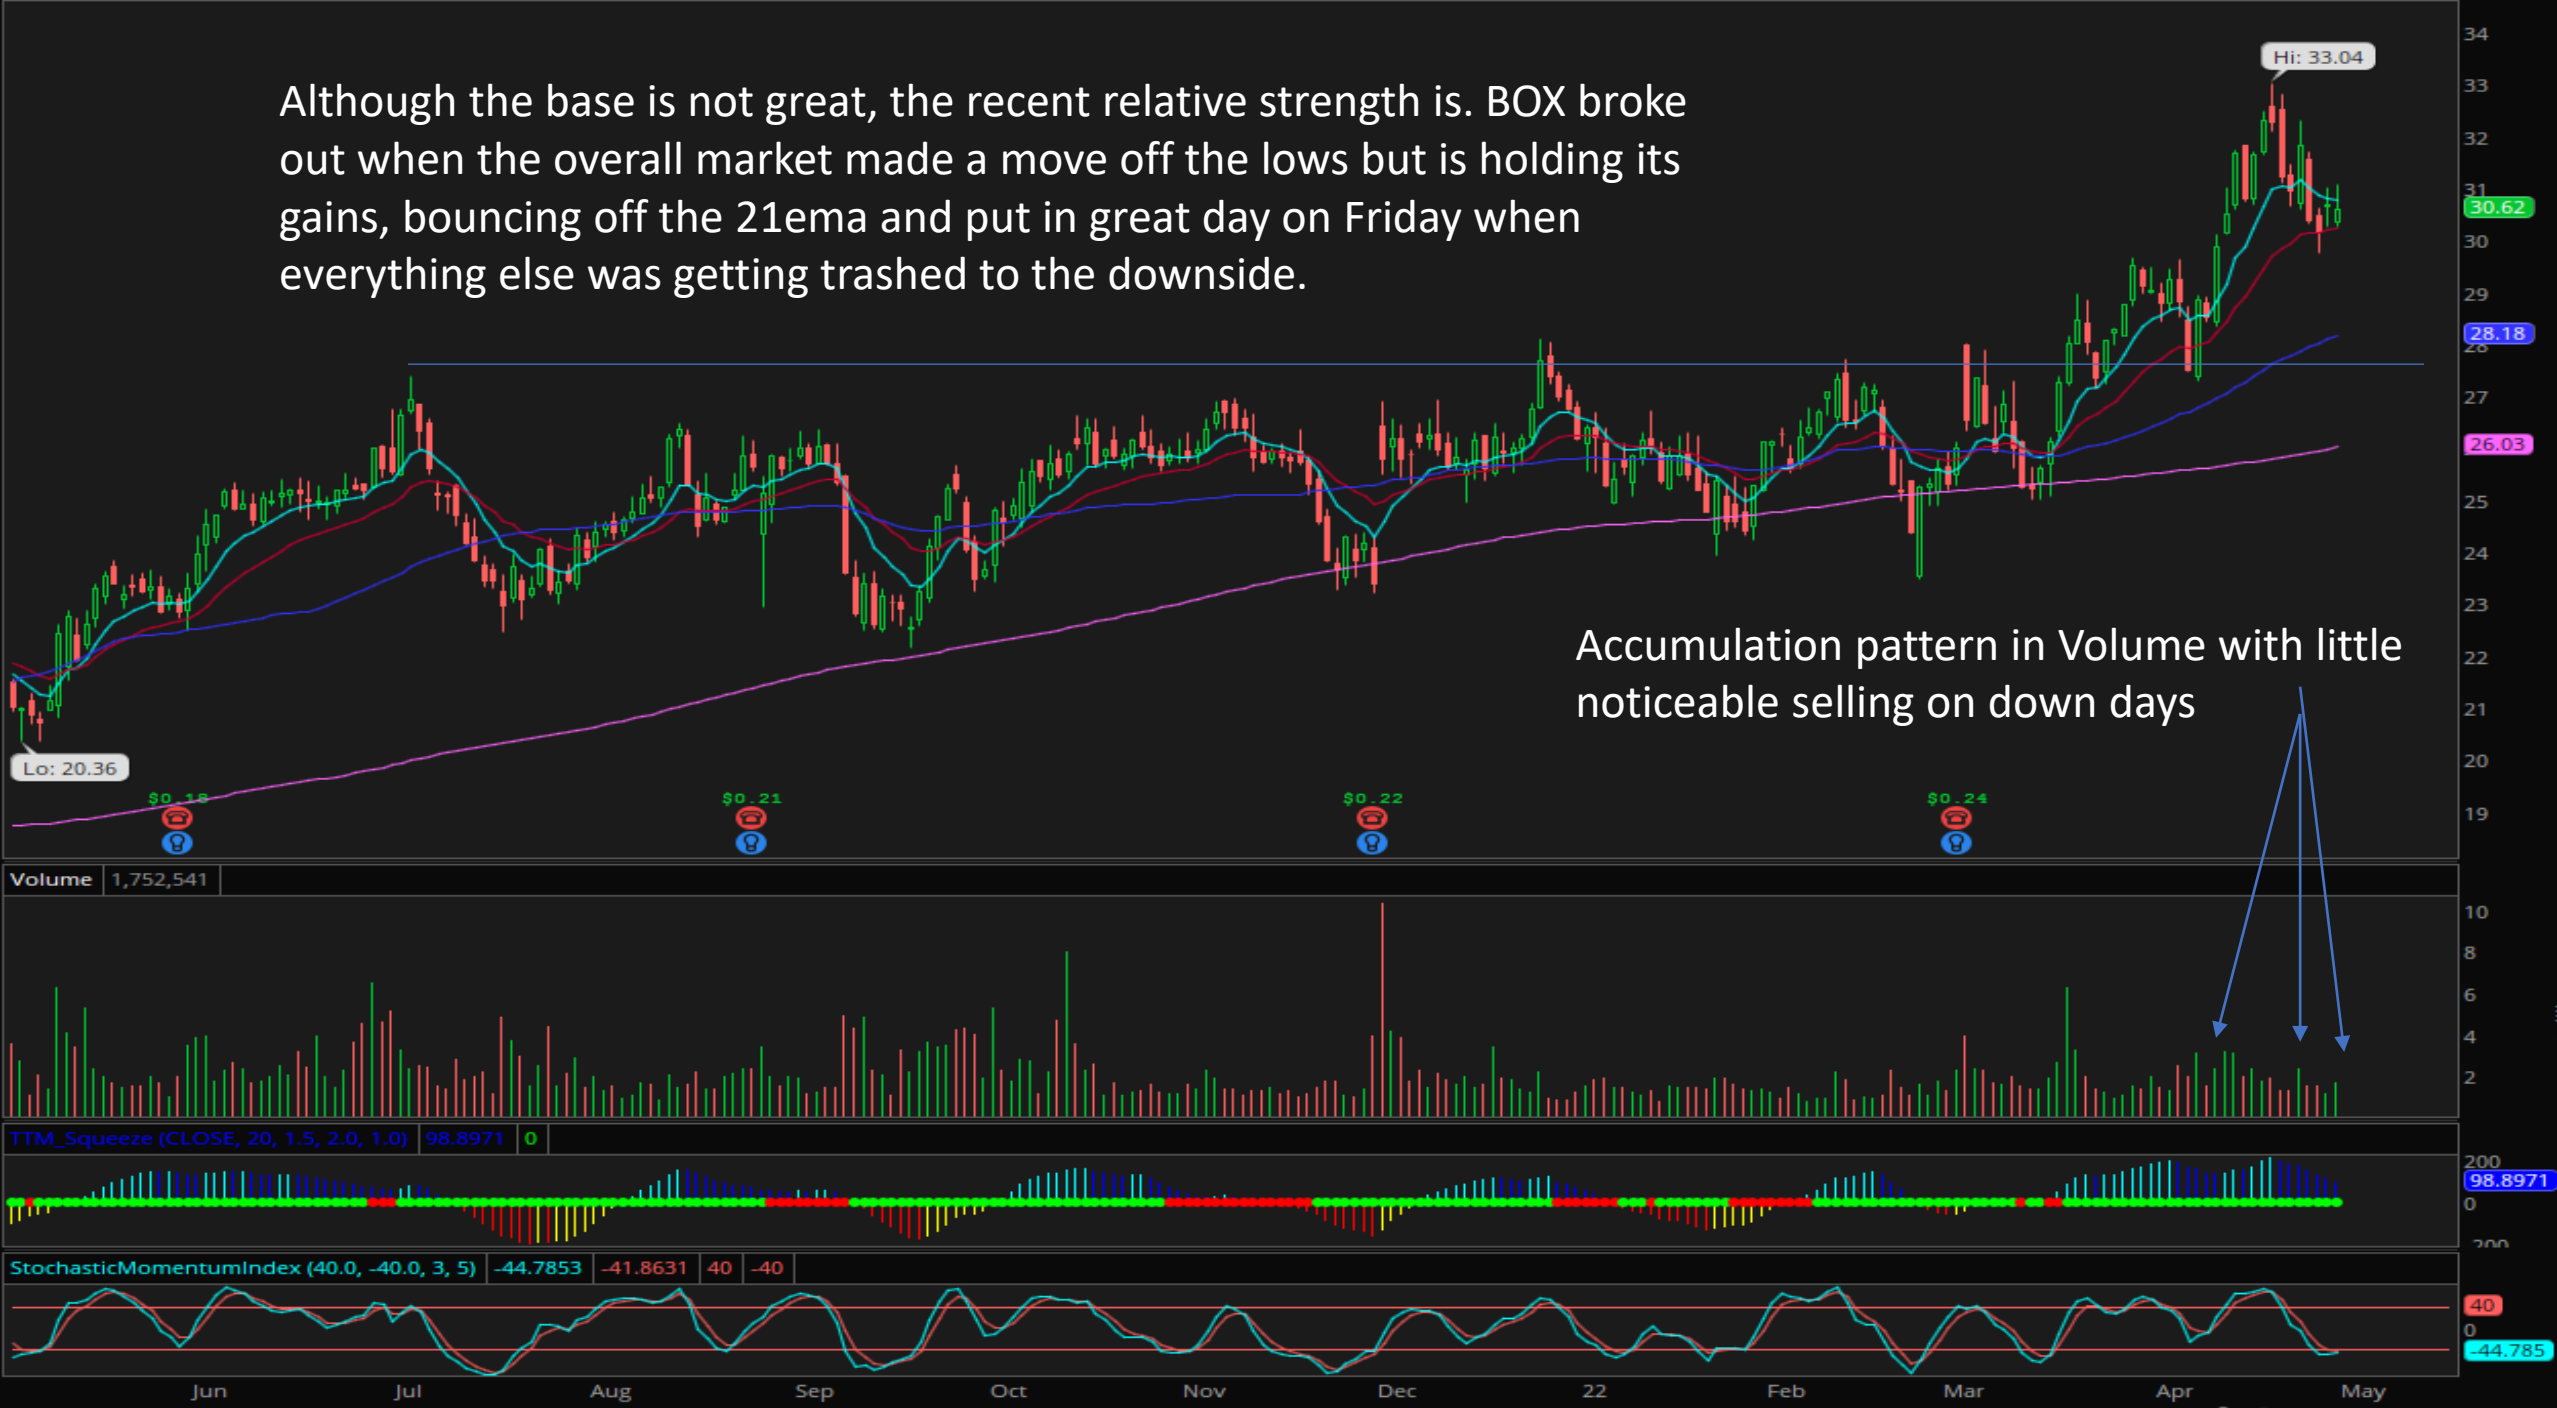 Hi: 33.04
Although the base is not great, the recent relative strength is. BOX broke
out when the overall market made a move off the lows but is holding its
gains, bouncing off the 21ema and put in great day on Friday when
everything else was getting trashed to the downside.
34
33
32
31
30.62
30
29
28.18
28
27
26.03
25
24
23
22
21
20
19
Accumulation pattern in Volume with little
noticeable selling on down days
Lo: 20.36
$0.18 $0.21 $0.22 $0.24
Volume 1,752,541
10
8
6
4
2
TTM_Squeeze (CLOSE, 20, 1.5, 2.0, 1.0) 98.8971 0
200
98.8971
0
-200
StochasticMomentumIndex (40.0, -40.0, 3, 5) -44.7853 -41.8631 40 -40
40
0
-44.785
Jun Jul Aug Sep Oct Nov Dec 22 Feb Mar Apr May